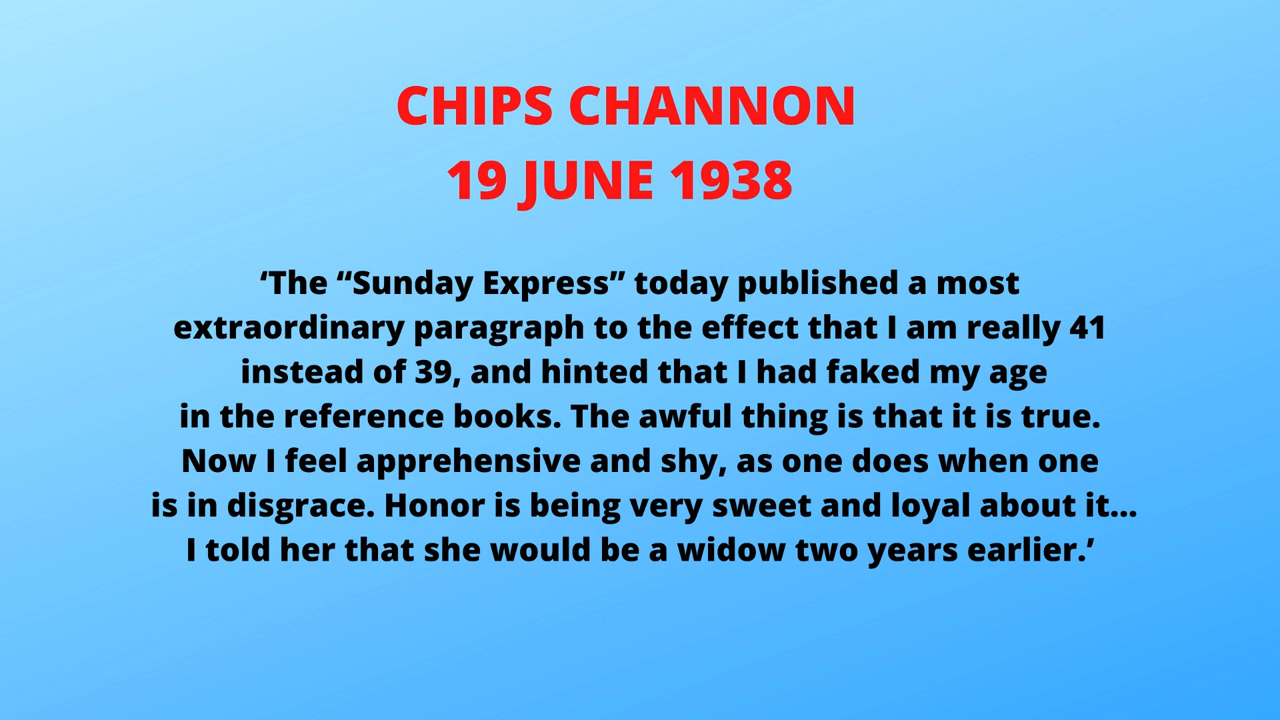 CHIPS CHANNON
19 JUNE 1938
‘The “Sunday Express” today published a most
extraordinary paragraph to the effect that I am really 41
instead of 39, and hinted that I had faked my age
in the reference books. The awful thing is that it is true.
Now I feel apprehensive and shy, as one does when one
is in disgrace. Honor is being very sweet and loyal about it...
I told her that she would be a widow two years earlier.’